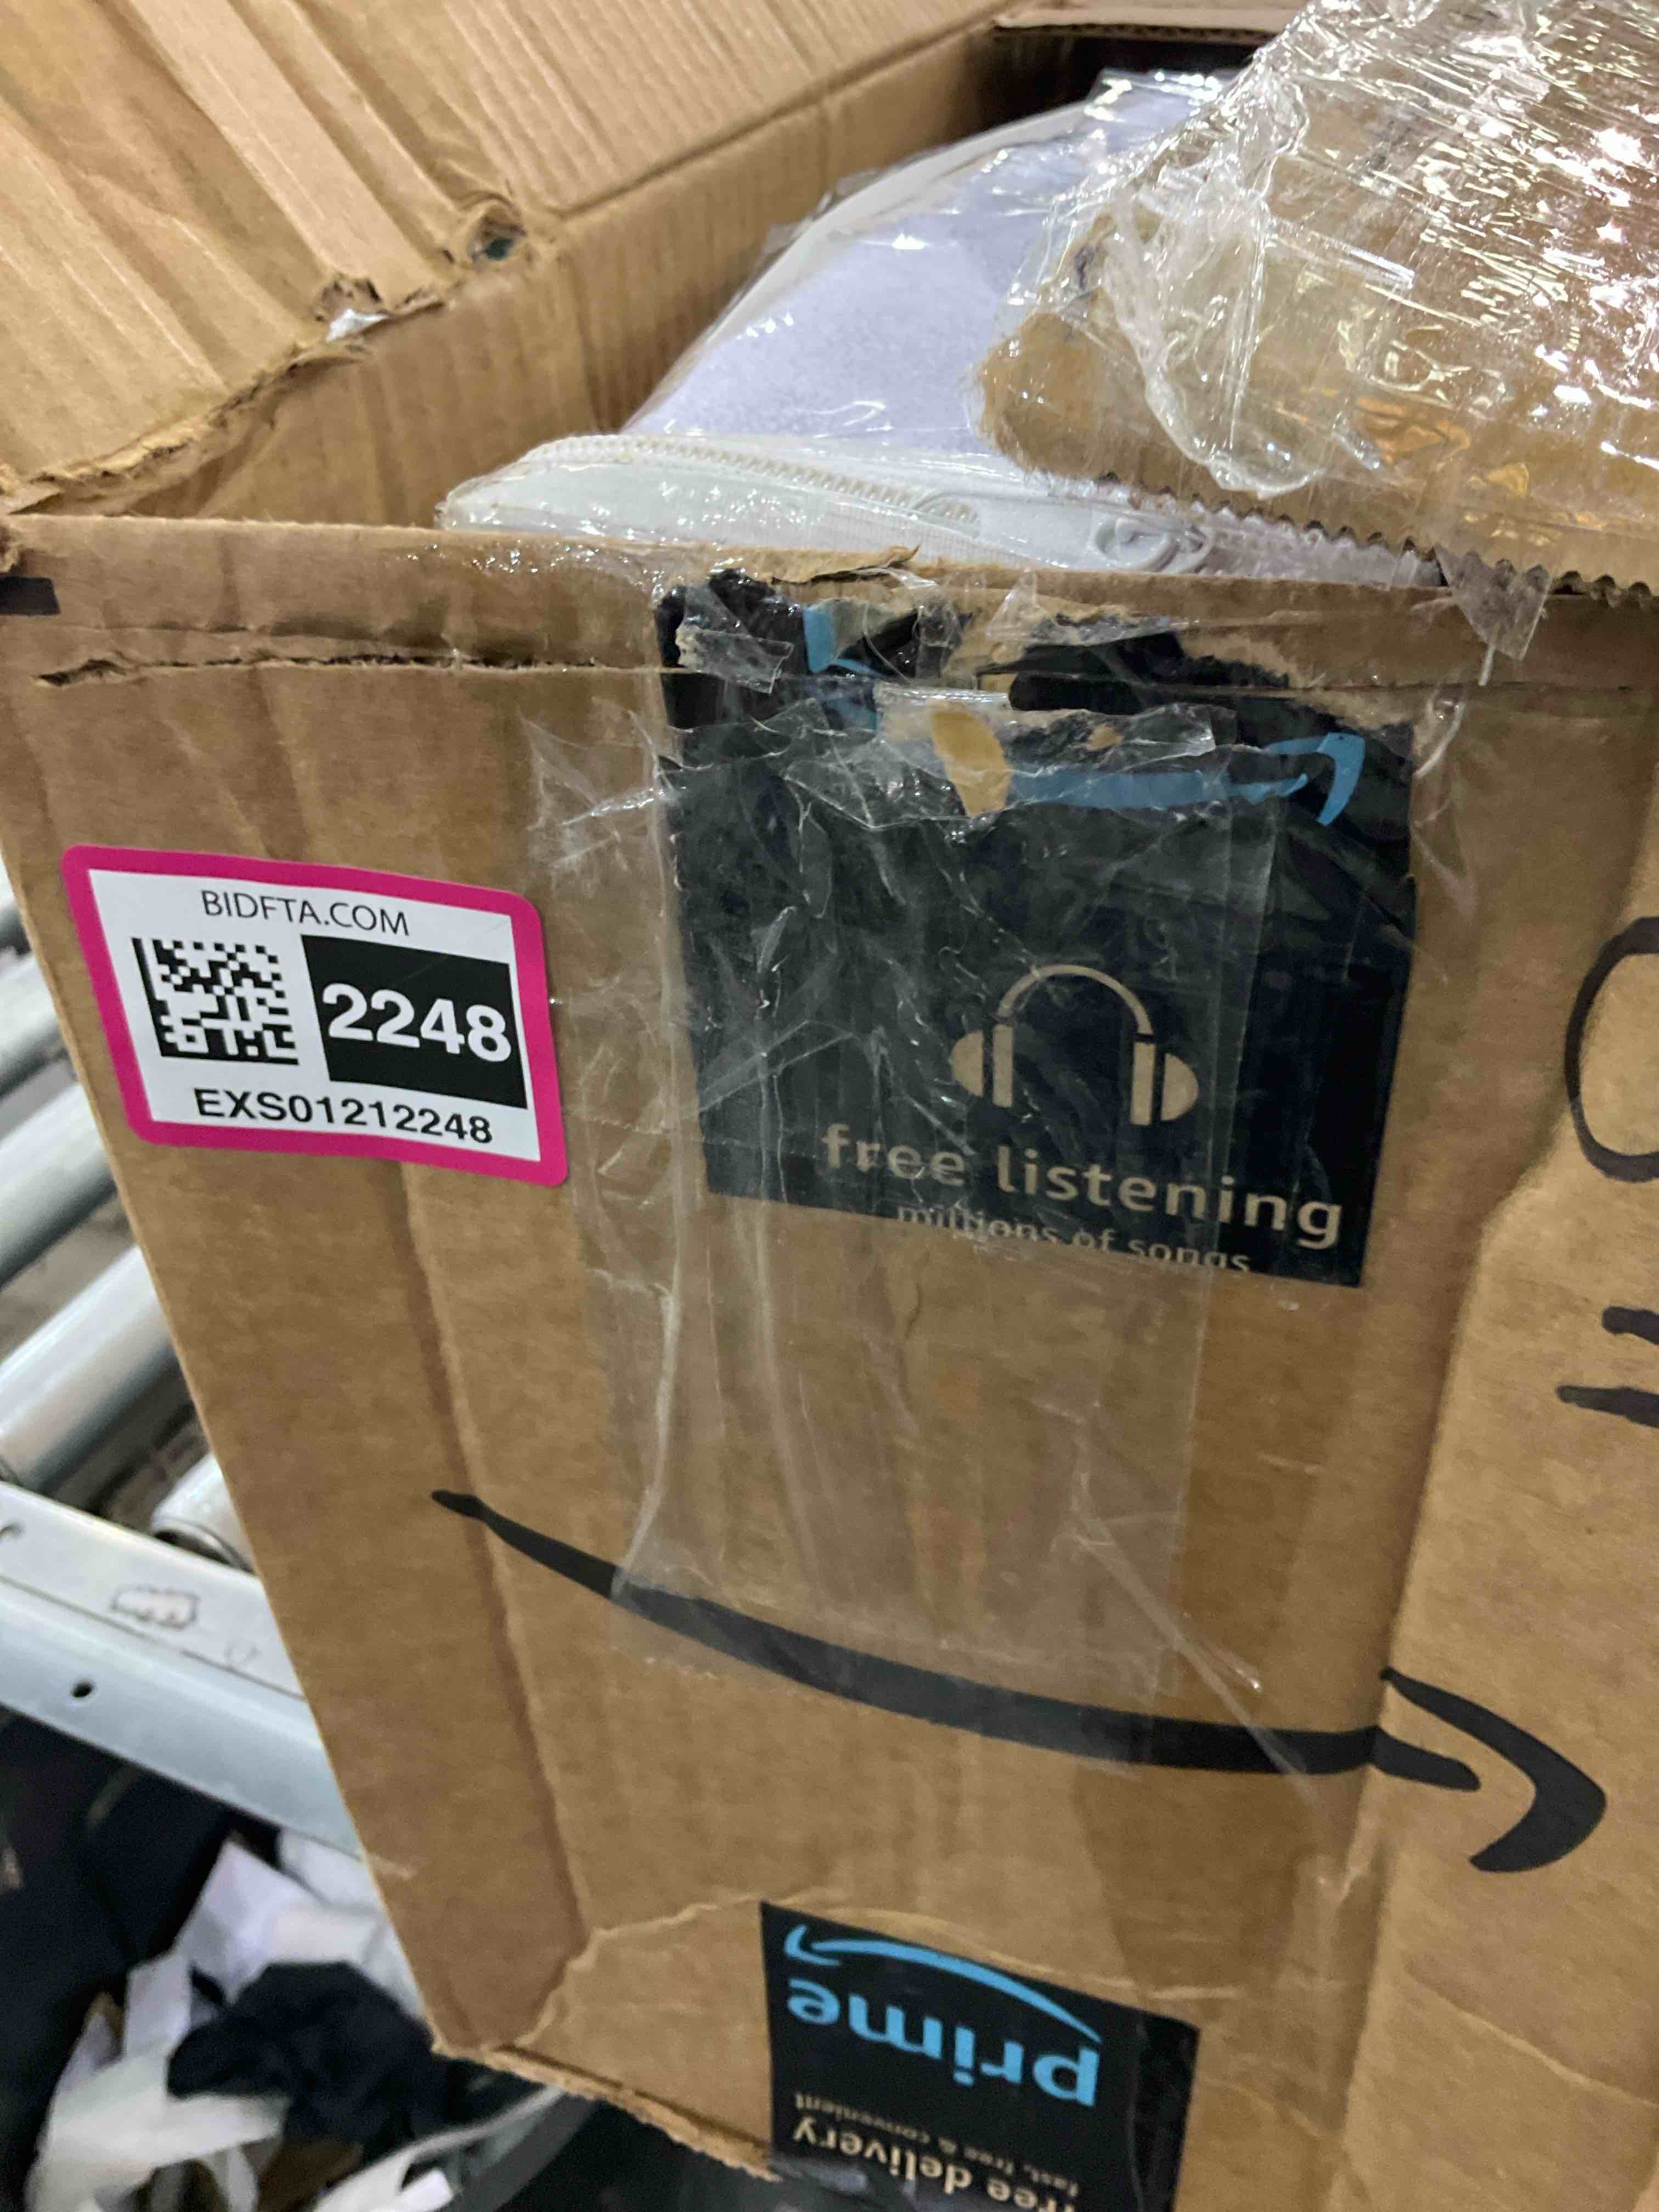 BIDFTA.COM
2248
EXS01212248
free listening
millions of songs
prime
free delivery
fast, free & convenient